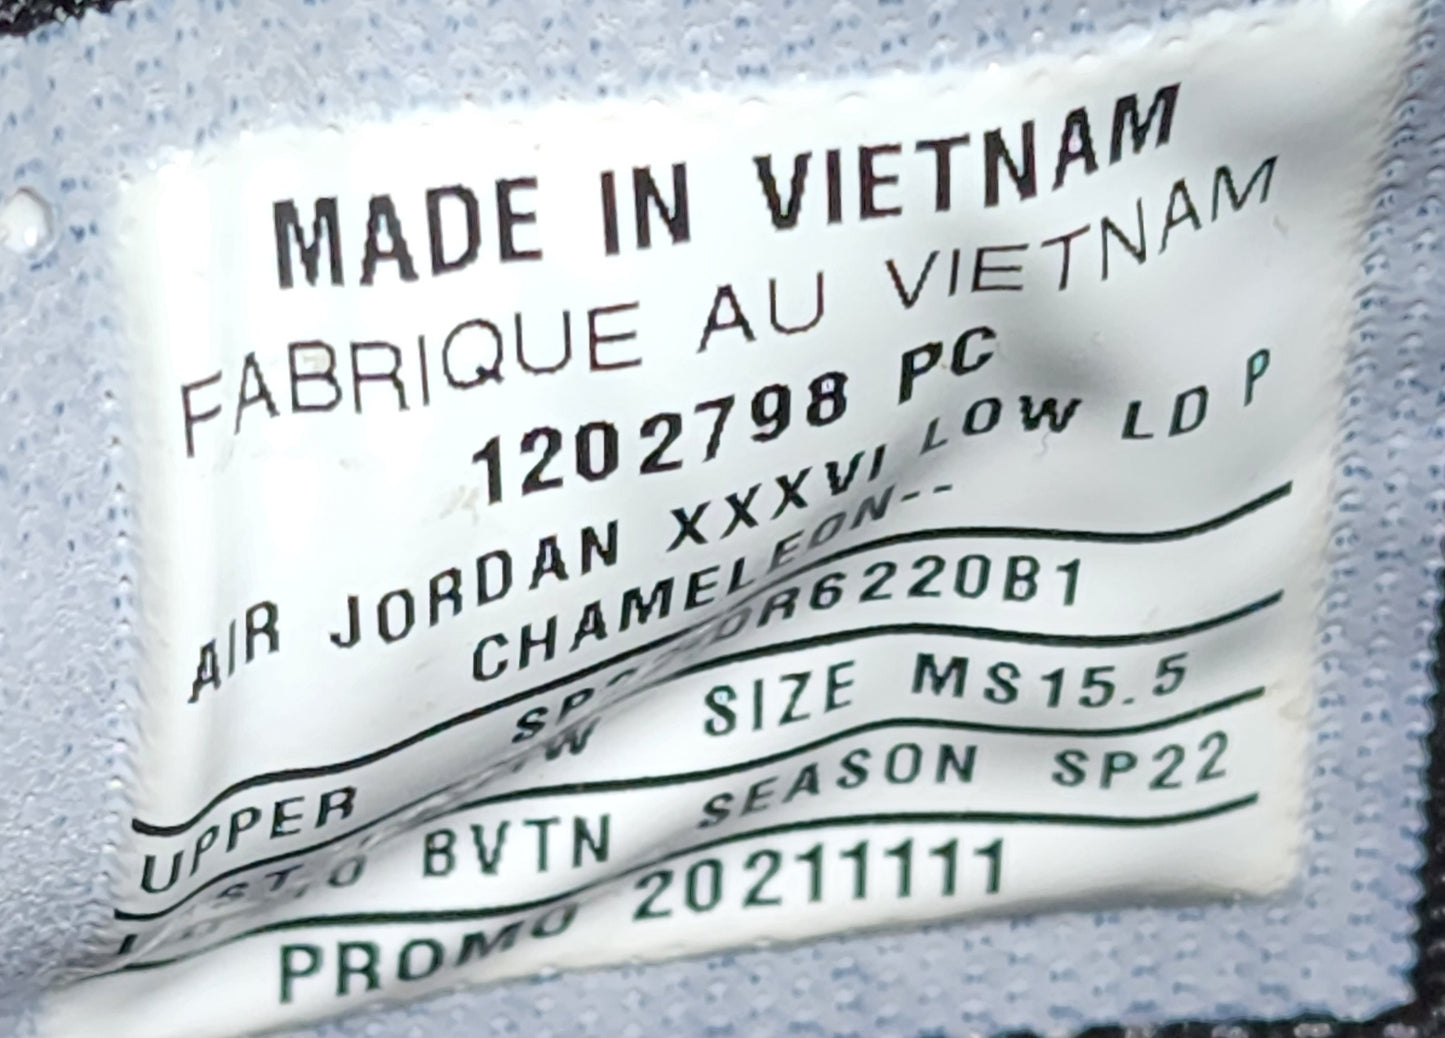 MADE IN VIETNAM
FABRIQUE AU VIETNAM
1202798 PC
AIR JORDAN XXXVI LOW LD P
CHAMELEON--
UPPER DR6220B1
SIZE MS15.5
BVTN SEASON SP22
PROMO 20211111